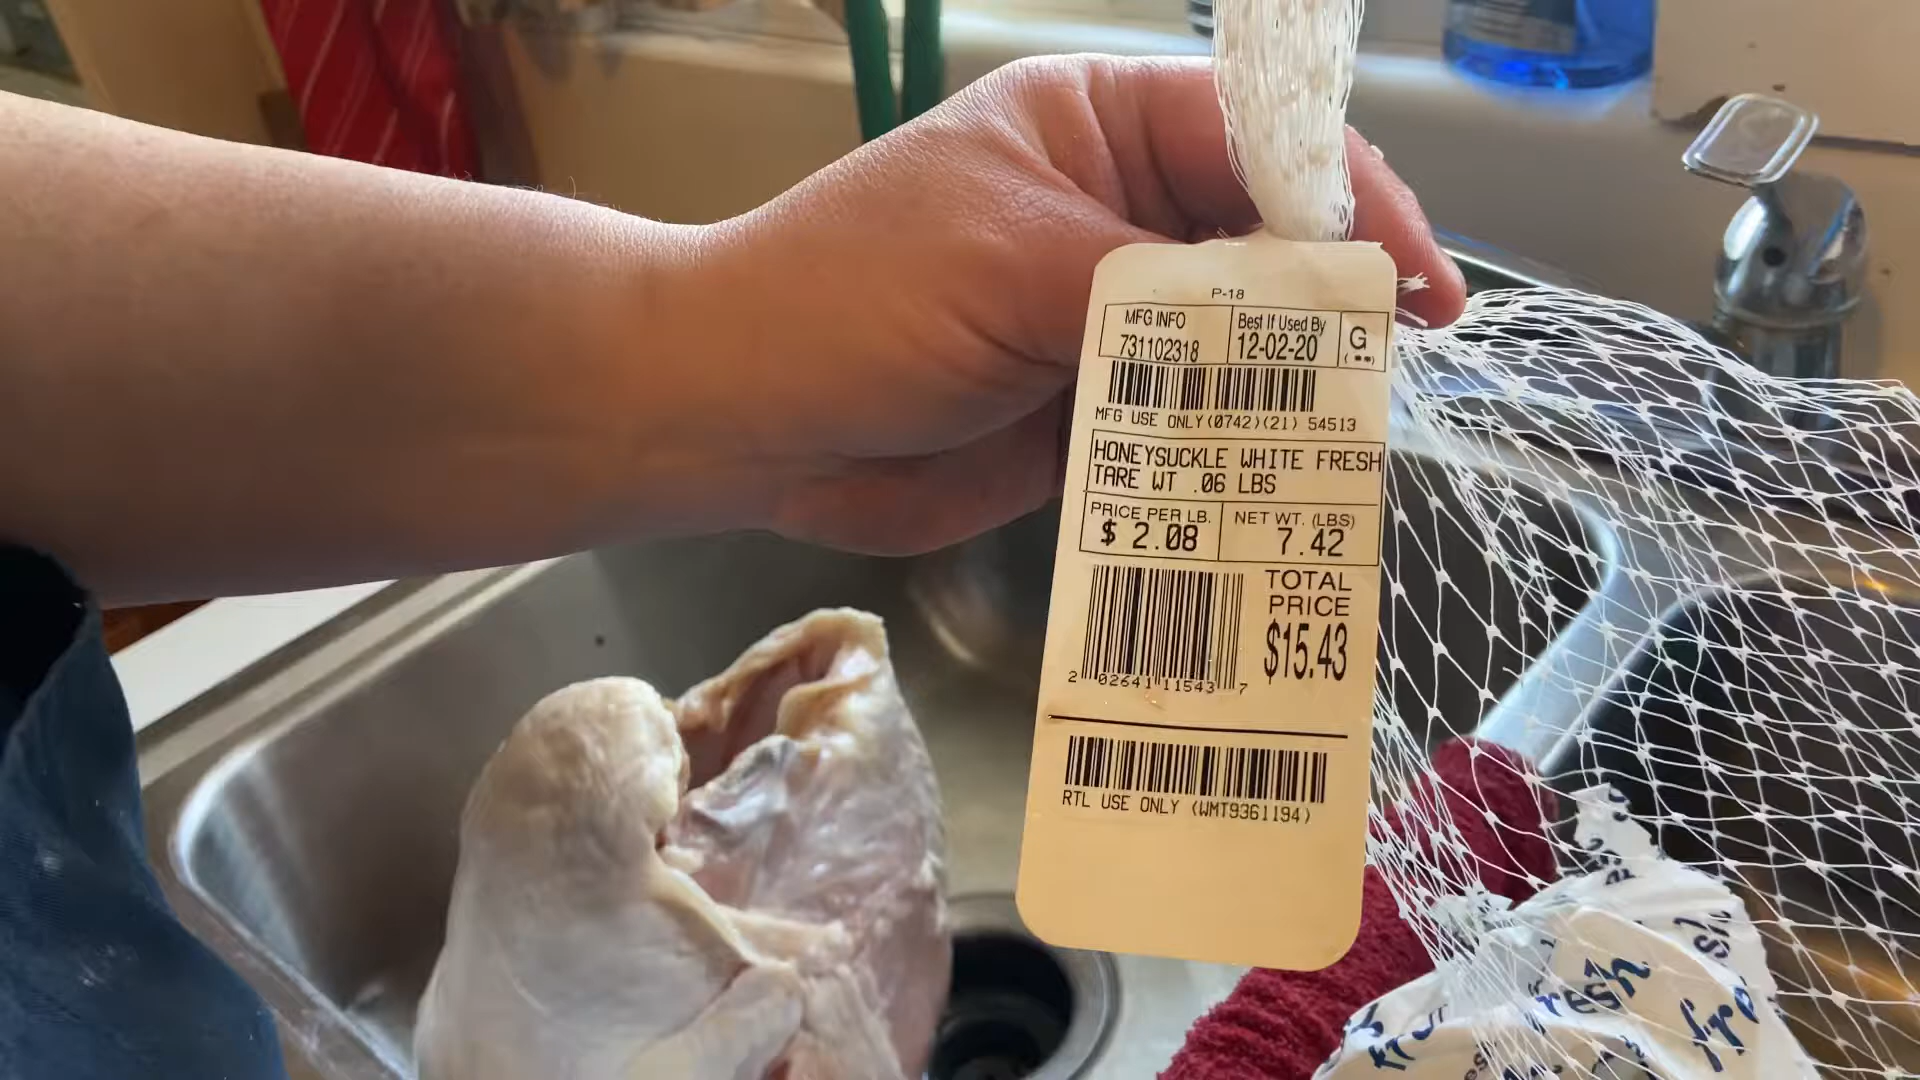 P-18
MFG INFO
731102318
Best If Used By
12-02-20
G
(**)
MFG USE ONLY(0742)(21) 54513
HONEYSUCKLE WHITE FRESH
TARE WT .06 LBS
PRICE PER LB.
$ 2.08
NET WT. (LBS)
7.42
TOTAL
PRICE
$15.43
2 02641 11543 7
RTL USE ONLY (WMT9361194)
resh
fre